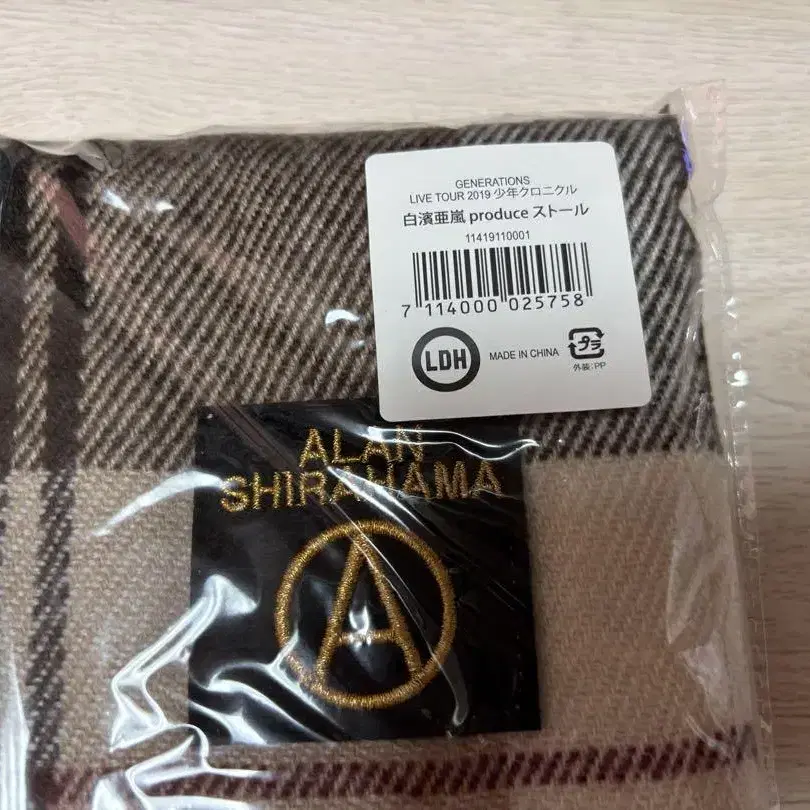 GENERATIONS
LIVE TOUR 2019 少年クロニクル
白濱亜嵐 produce ストール
11419110001
7 114000 025758
LDH
MADE IN CHINA
プラ
外装:PP
ALAN
SHIRAHAMA
A